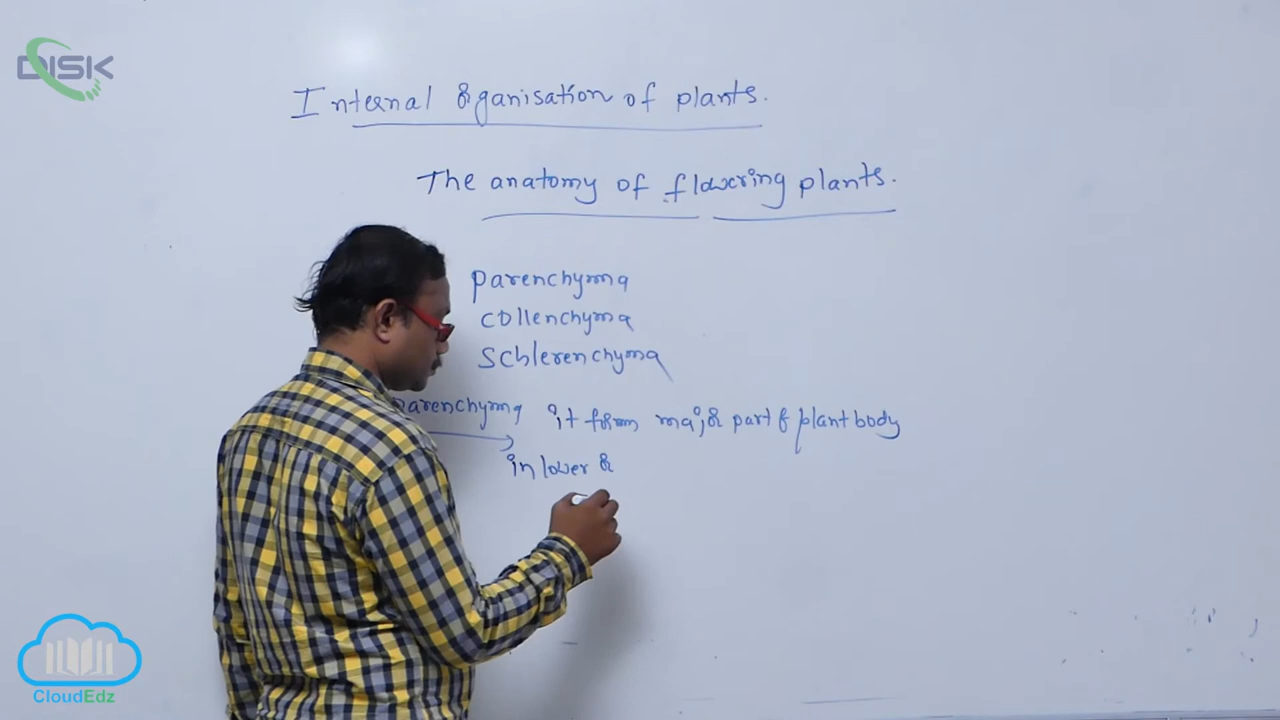 DISK
Internal organisation of plants.
The anatomy of flowering plants.
parenchyma
collenchyma
schlerenchyma
parenchyma it form major part of plant body
in lower &
CloudEdz